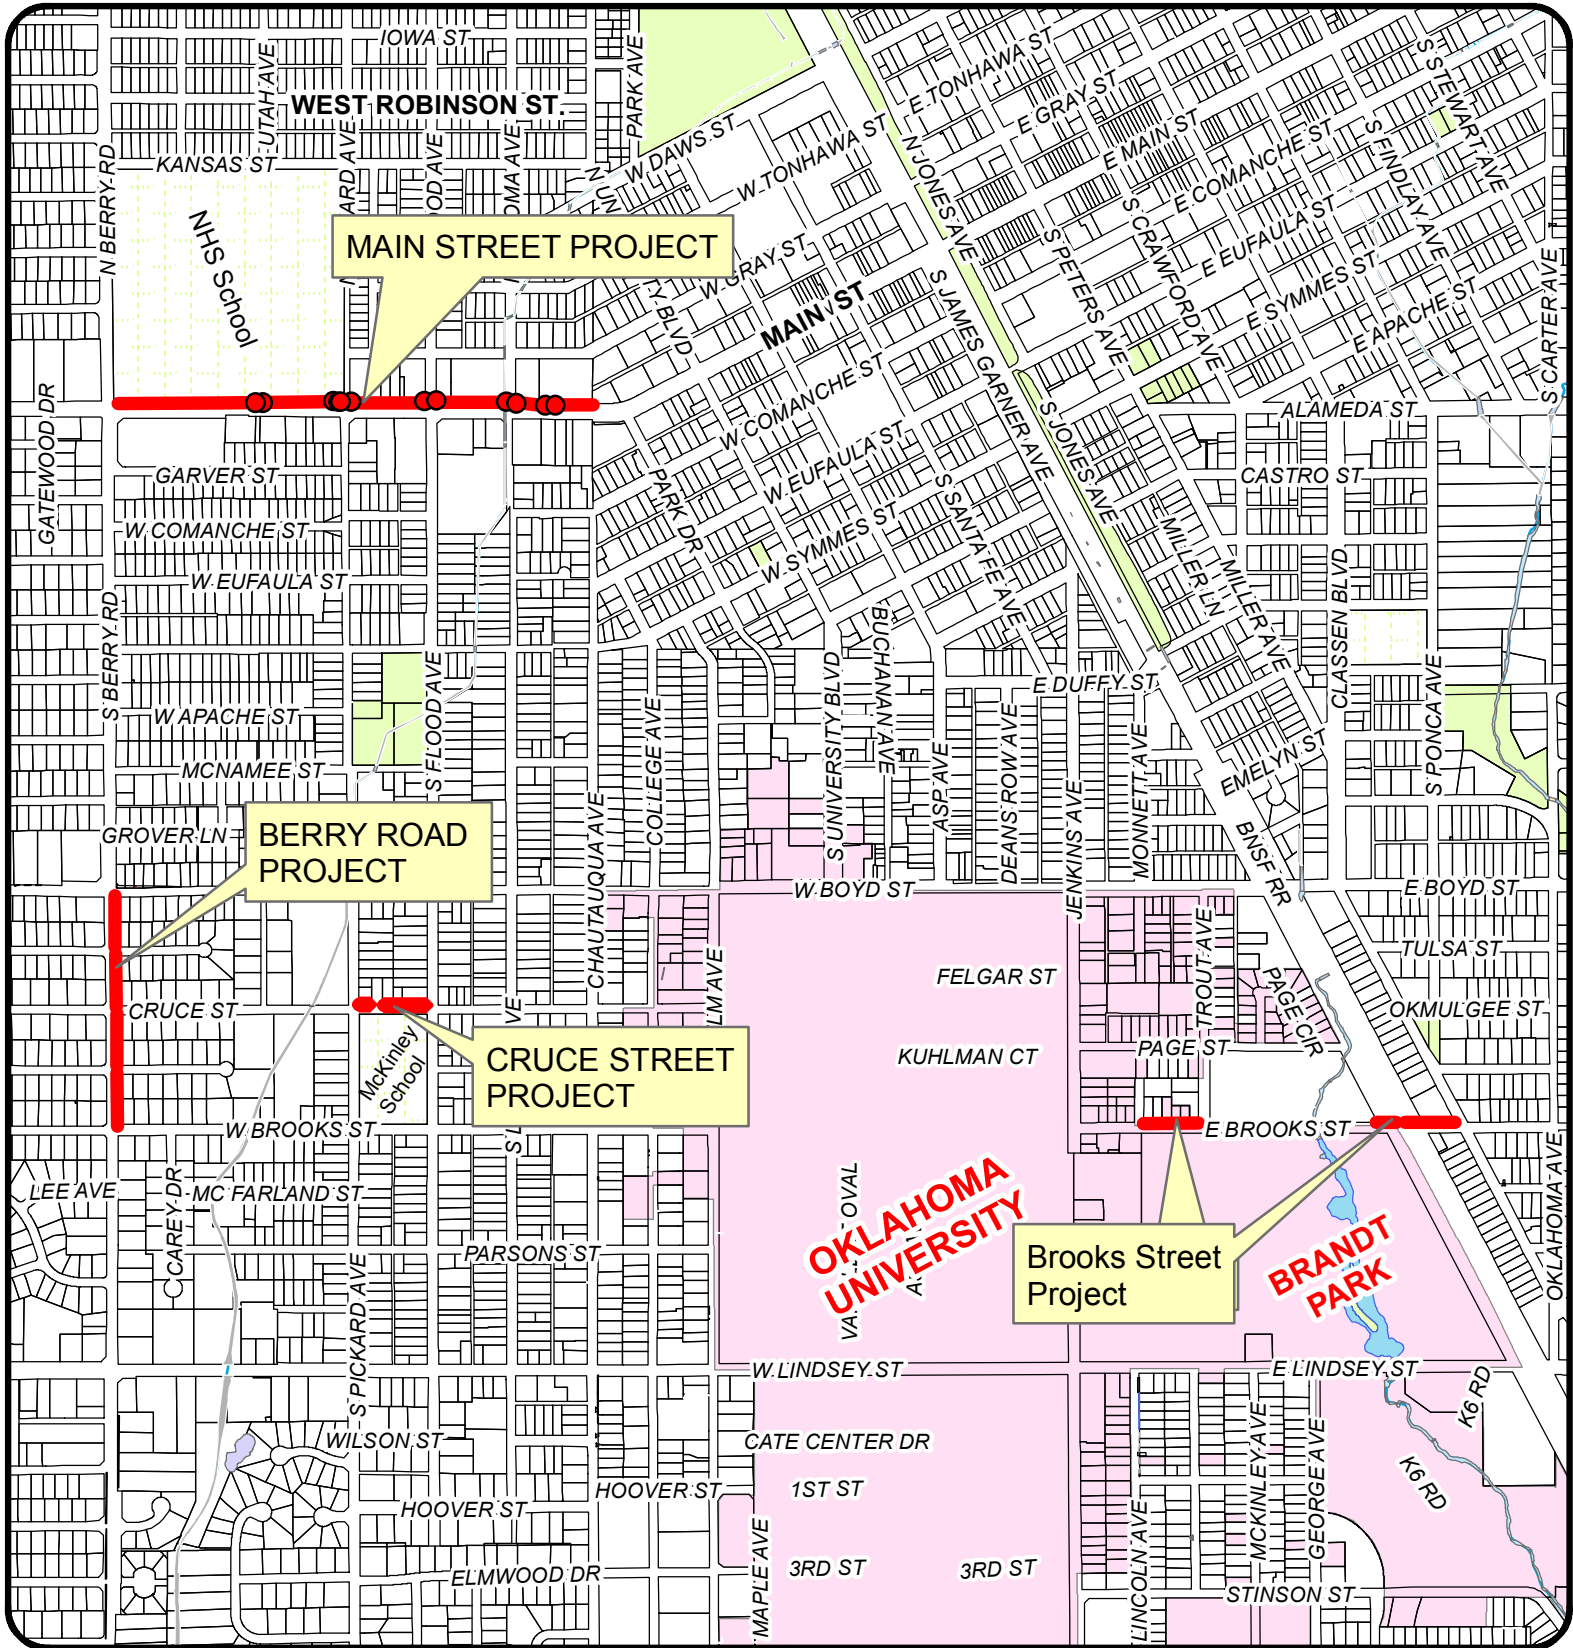 IOWA ST
UTAH AVE
PARK AVE
WEST ROBINSON ST.
KANSAS ST
N BERRY RD
NHS School
MAIN STREET PROJECT
W DAWS ST
W TONHAWA ST
E TONHAWA ST
E GRAY ST
E MAIN ST
E COMANCHE ST
S STEWART AVE
S FINDLAY AVE
N JONES AVE
S CRAWFORD AVE
S PETERS AVE
E EUFAULA ST
E SYMMES ST
E APACHE ST
S CARTER AVE
W GRAY ST
Y BLVD
MAIN ST
S JAMES GARNER AVE
W COMANCHE ST
GATEWOOD DR
GARVER ST
W COMANCHE ST
W EUFAULA ST
S BERRY RD
PARK DR
W EUFAULA ST
W SYMMES ST
S SANTA FE AVE
S JONES AVE
ALAMEDA ST
CASTRO ST
MILLER LN
MILLER AVE
CLASSEN BLVD
W APACHE ST
S FLOOD AVE
MCNAMEE ST
GROVER LN
BERRY ROAD
PROJECT
CHAUTAUQUA AVE
COLLEGE AVE
S UNIVERSITY BLVD
BUCHANAN AVE
ASP AVE
DEANS ROW AVE
JENKINS AVE
MONNETT AVE
E DUFFY ST
EMELYN ST
S PONCA AVE
BNSF RR
W BOYD ST
E BOYD ST
TULSA ST
OKMULGEE ST
FELGAR ST
TROUT AVE
PAGE CIR
KUHLMAN CT
PAGE ST
LM AVE
CRUCE ST
McKinley
School
CRUCE STREET
PROJECT
W BROOKS ST
E BROOKS ST
LEE AVE
CAREY DR
MC FARLAND ST
PARSONS ST
S PICKARD AVE
OKLAHOMA
UNIVERSITY
Brooks Street
Project
BRANDT
PARK
OKLAHOMA AVE
W LINDSEY ST
E LINDSEY ST
K6 RD
K6 RD
WILSON ST
HOOVER ST
HOOVER ST
CATE CENTER DR
1ST ST
3RD ST
3RD ST
ELMWOOD DR
MAPLE AVE
LINCOLN AVE
MCKINLEY AVE
GEORGE AVE
STINSON ST